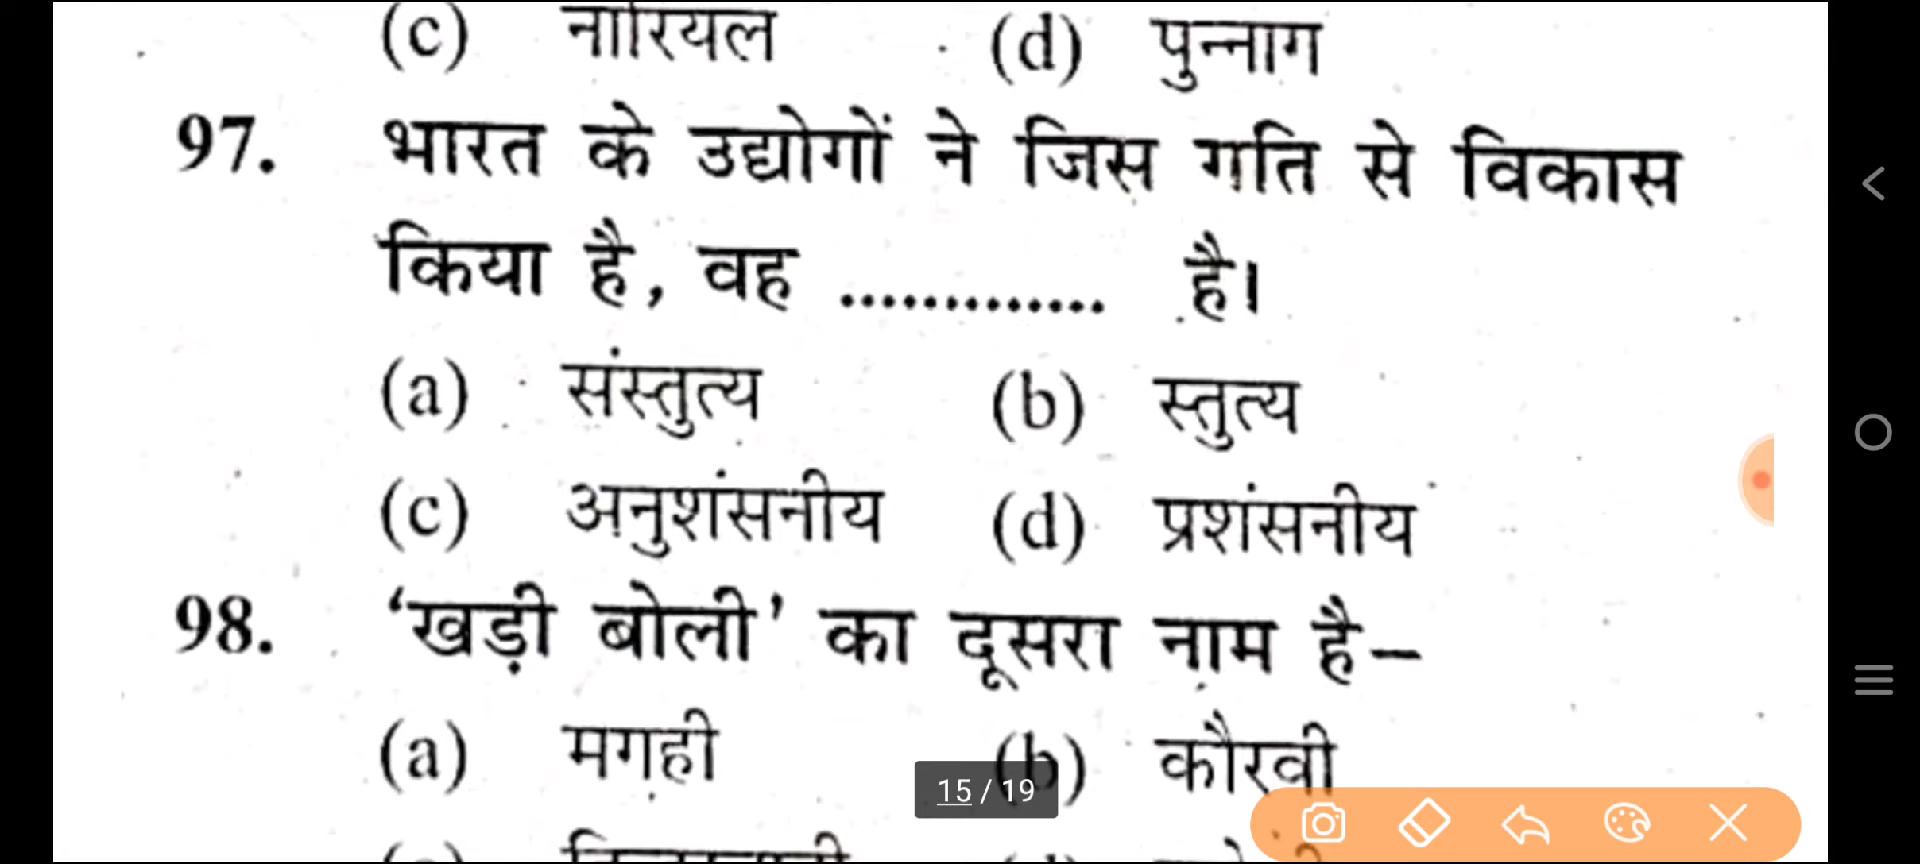 (c) नारियल (d) पुन्नाग
97. भारत के उद्योगों ने जिस गति से विकास
किया है, वह ............. है।
(a) संस्तुत्य (b) स्तुत्य
(c) अनुशंसनीय (d) प्रशंसनीय
98. ‘खड़ी बोली’ का दूसरा नाम है–
(a) मगही (b) कौरवी
15 / 19